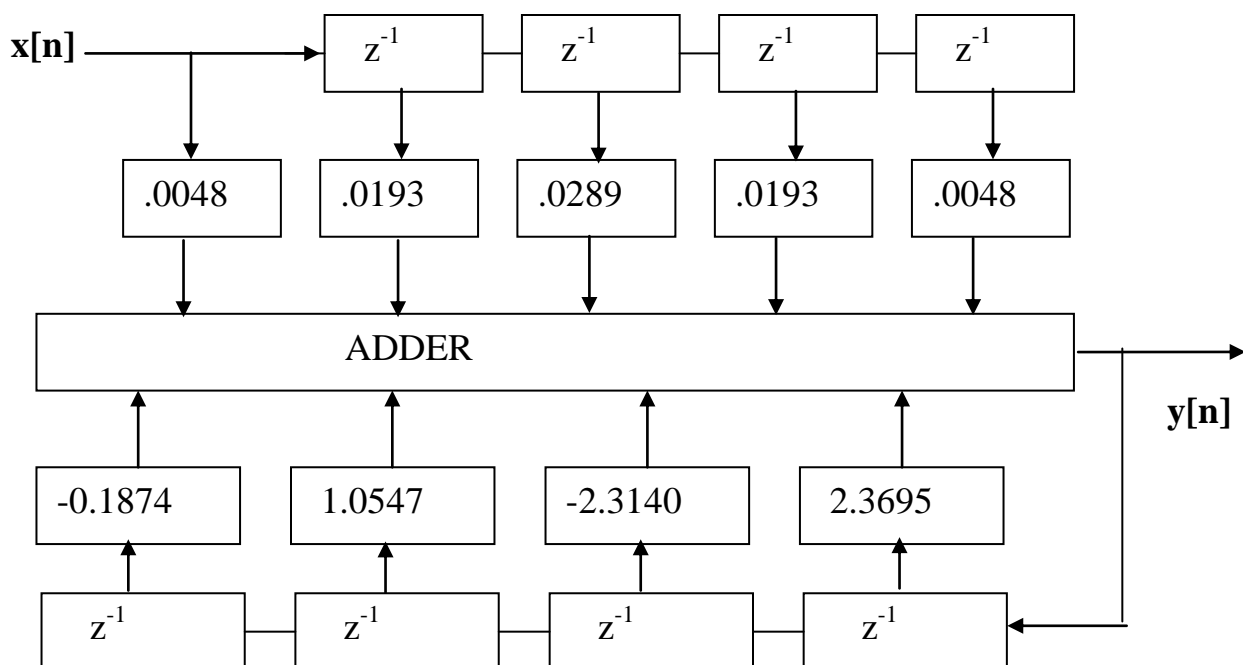 x[n] z⁻¹ z⁻¹ z⁻¹ z⁻¹
.0048 .0193 .0289 .0193 .0048
ADDER
y[n]
-0.1874 1.0547 -2.3140 2.3695
z⁻¹ z⁻¹ z⁻¹ z⁻¹